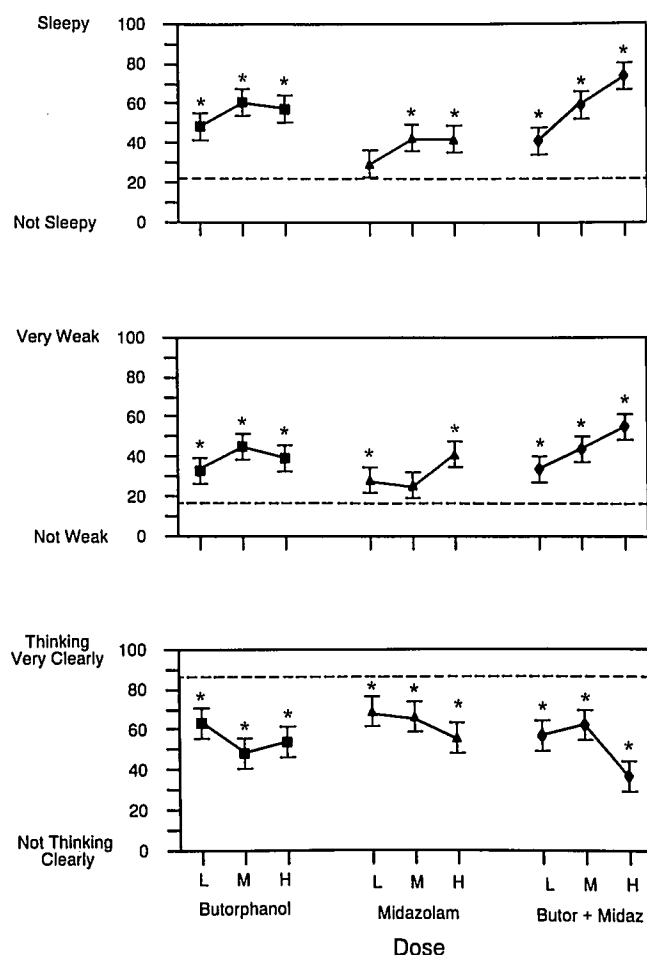 Sleepy 100
80
60
40
20
Not Sleepy 0
* * * * * * * *
Very Weak 100
80
60
40
20
Not Weak 0
* * * * * * * *
Thinking
Very Clearly 100
80
60
40
20
Not Thinking
Clearly 0
* * * * * * * * *
L M H L M H L M H
Butorphanol Midazolam Butor + Midaz
Dose